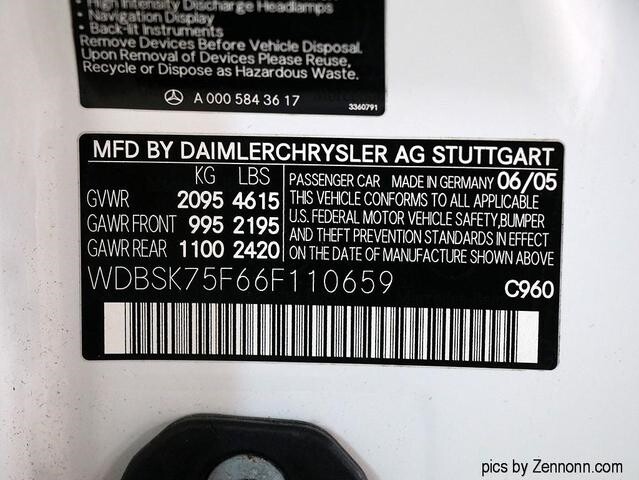 • High Intensity Discharge Headlamps
• Navigation Display
• Back-lit Instruments
Remove Devices Before Vehicle Disposal.
Upon Removal of Devices Please Reuse,
Recycle or Dispose as Hazardous Waste.
A 000 584 36 17
3360791
MFD BY DAIMLERCHRYSLER AG STUTTGART
KG LBS
GVWR 2095 4615
GAWR FRONT 995 2195
GAWR REAR 1100 2420
PASSENGER CAR MADE IN GERMANY 06/05
THIS VEHICLE CONFORMS TO ALL APPLICABLE
U.S. FEDERAL MOTOR VEHICLE SAFETY,BUMPER
AND THEFT PREVENTION STANDARDS IN EFFECT
ON THE DATE OF MANUFACTURE SHOWN ABOVE
WDBSK75F66F110659
C960
pics by Zennonn.com